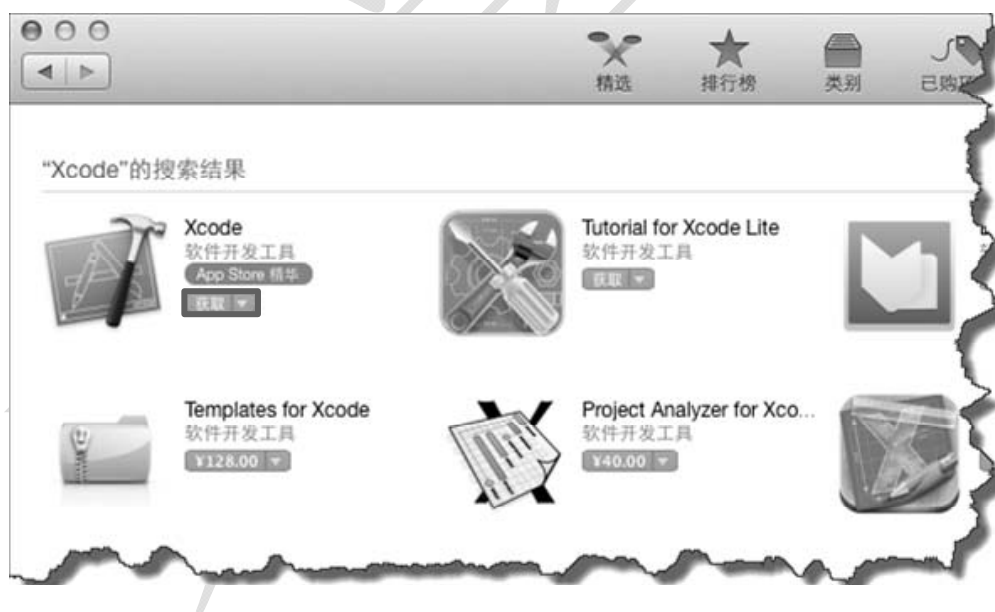 精选 排行榜 类别 已购
“Xcode”的搜索结果
Xcode
软件开发工具
App Store 精华
获取
Tutorial for Xcode Lite
软件开发工具
获取
Templates for Xcode
软件开发工具
¥128.00
Project Analyzer for Xco...
软件开发工具
¥40.00